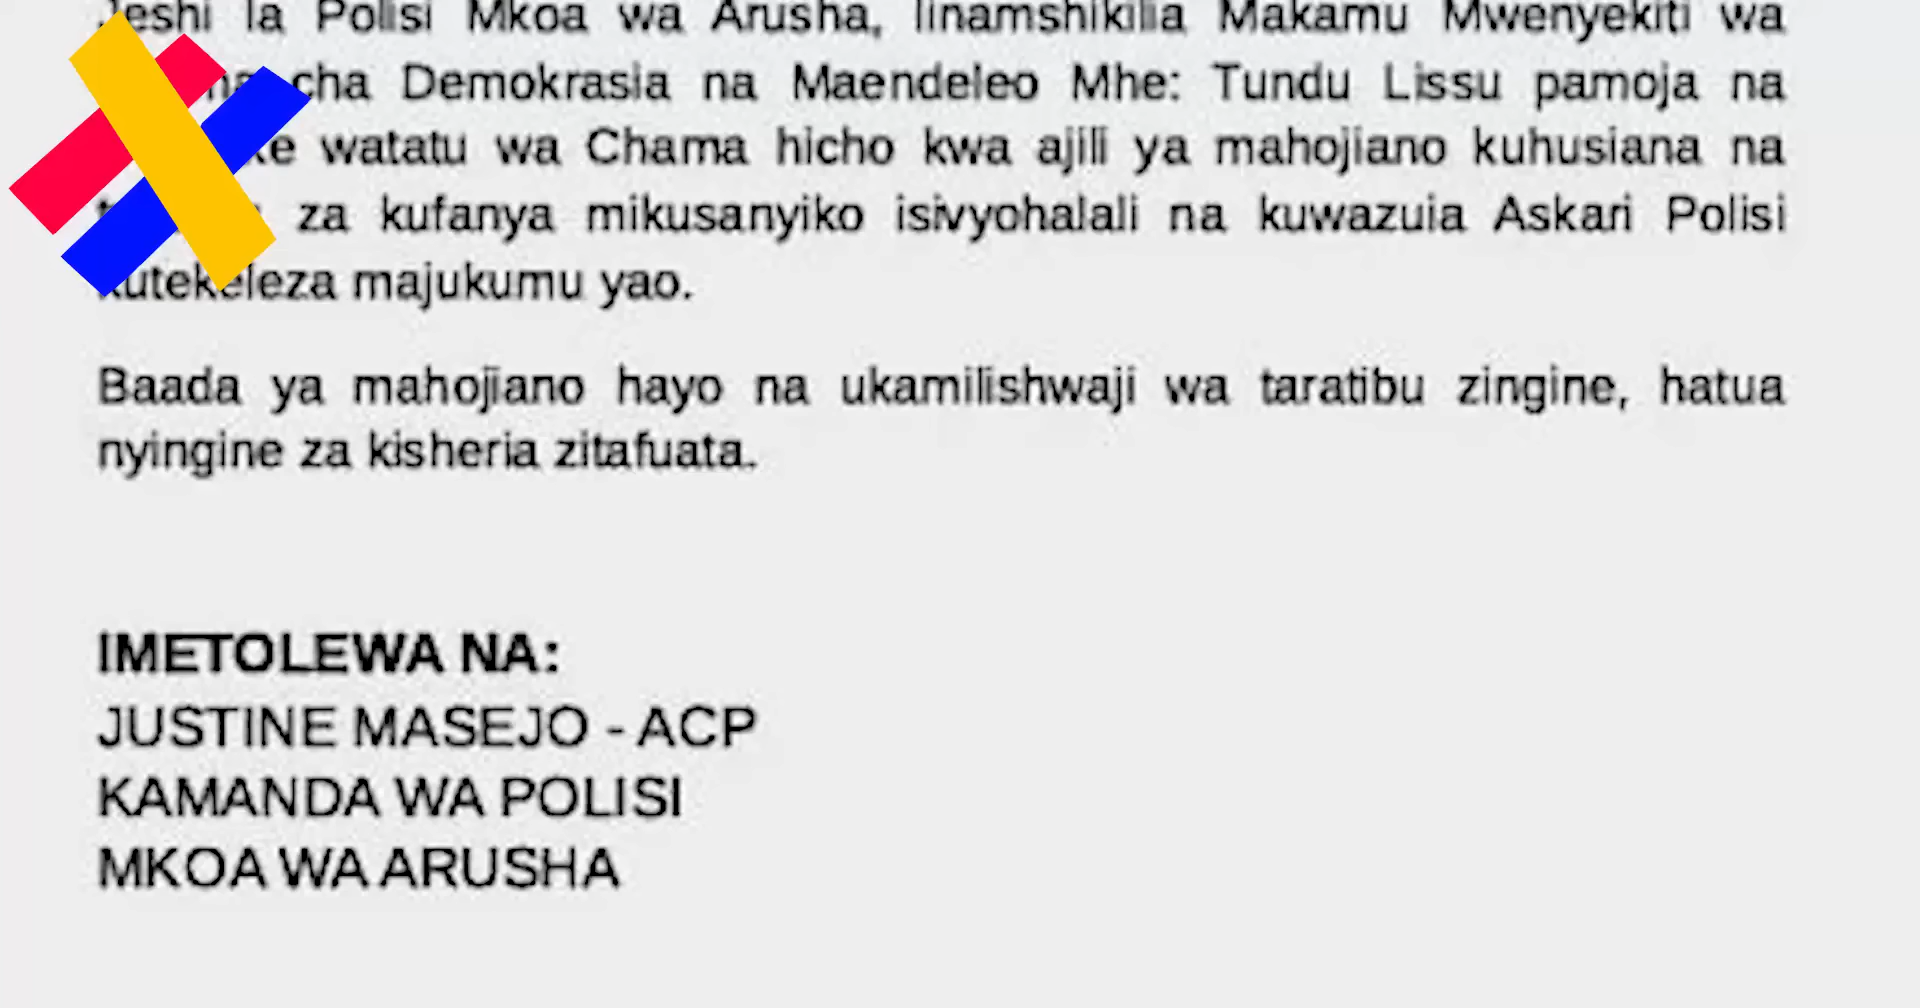 Jeshi la Polisi Mkoa wa Arusha, linamshikilia Makamu Mwenyekiti wa
cha Demokrasia na Maendeleo Mhe: Tundu Lissu pamoja na
watatu wa Chama hicho kwa ajili ya mahojiano kuhusiana na
za kufanya mikusanyiko isivyohalali na kuwazuia Askari Polisi
kutekeleza majukumu yao.
Baada ya mahojiano hayo na ukamilishwaji wa taratibu zingine, hatua
nyingine za kisheria zitafuata.
IMETOLEWA NA:
JUSTINE MASEJO - ACP
KAMANDA WA POLISI
MKOA WA ARUSHA